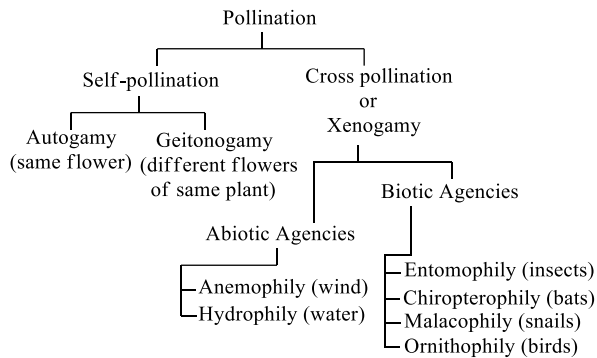 Pollination
Self-pollination
Cross pollination
or
Xenogamy
Autogamy
(same flower)
Geitonogamy
(different flowers
of same plant)
Biotic Agencies
Abiotic Agencies
Anemophily (wind)
Hydrophily (water)
Entomophily (insects)
Chiropterophily (bats)
Malacophily (snails)
Ornithophily (birds)